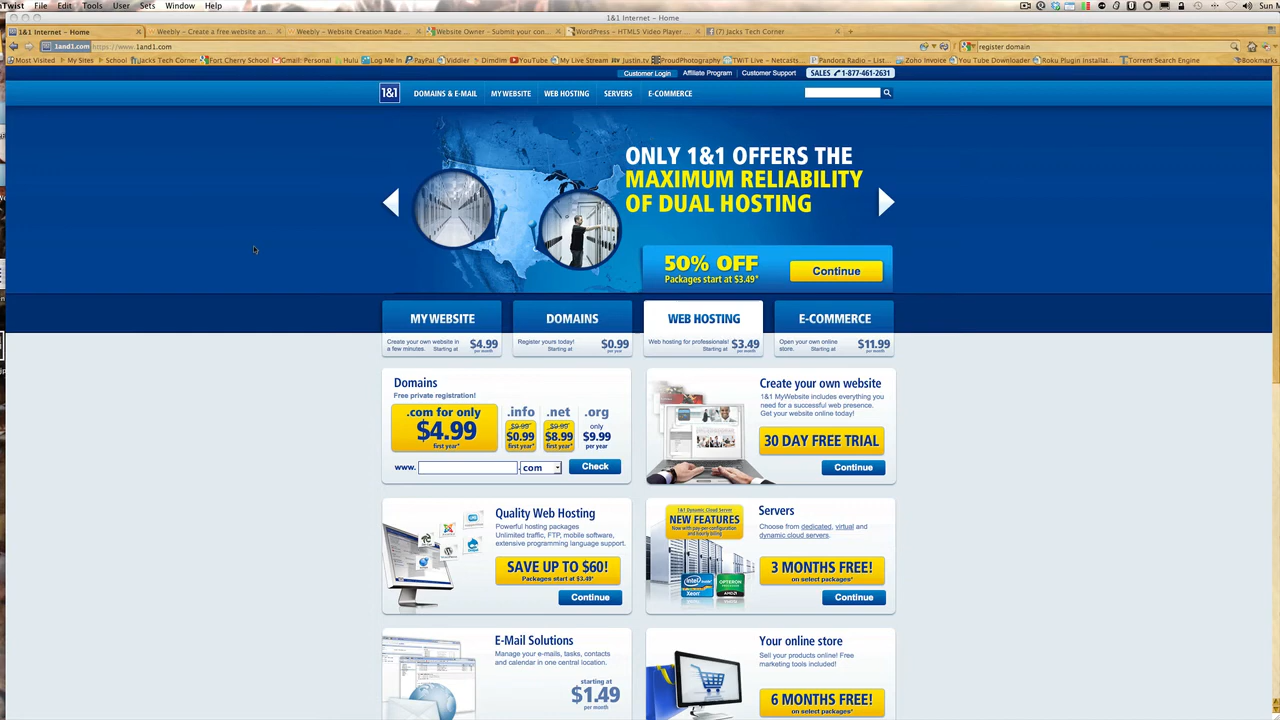 Twist File Edit Tools User Sets Window Help
Sun
1&1 Internet – Home
1&1 Internet – Home
Weebly – Create a free website an...
Weebly – Website Creation Made ...
Website Owner – Submit your con...
WordPress – HTML5 Video Player ...
(7) Jacks Tech Corner
1and1.com https://www.1and1.com
register domain
Most Visited My Sites School Jacks Tech Corner Fort Cherry School Gmail: Personal Hulu Log Me In PayPal Viddler Dimdim YouTube My Live Stream Justin.tv ProudPhotography TWiT Live – Netcasts... Pandora Radio – List... Zoho Invoice You Tube Downloader Roku Plugin Installat... Torrent Search Engine Bookmarks
Customer Login Affiliate Program Customer Support SALES 1-877-461-2631
1&1 DOMAINS & E-MAIL MY WEBSITE WEB HOSTING SERVERS E-COMMERCE
ONLY 1&1 OFFERS THE
MAXIMUM RELIABILITY
OF DUAL HOSTING
50% OFF
Packages start at $3.49*
Continue
MY WEBSITE
Create your own website in
a few minutes. Starting at
$4.99
per month
DOMAINS
Register yours today!
Starting at
$0.99
per year
WEB HOSTING
Web hosting for professionals!
Starting at
$3.49
per month
E-COMMERCE
Open your own online
store. Starting at
$11.99
per month
Domains
Free private registration!
.com for only
$4.99
first year*
.info
$9.99
$0.99
first year*
.net
$9.99
$8.99
first year*
.org
only
$9.99
per year
www. .com Check
Create your own website
1&1 MyWebsite includes everything you
need for a successful web presence.
Get your website online today!
30 DAY FREE TRIAL
Continue
Quality Web Hosting
Powerful hosting packages
Unlimited traffic, FTP, mobile software,
extensive programming language support.
SAVE UP TO $60!
Packages start at $3.49*
Continue
1&1 Dynamic Cloud Server
NEW FEATURES
Now with pay-per-configuration
and hourly billing
Intel
Xeon
OPTERON
AMD
Servers
Choose from dedicated, virtual and
dynamic cloud servers.
3 MONTHS FREE!
on select packages*
Continue
E-Mail Solutions
Manage your e-mails, tasks, contacts
and calendar in one central location.
starting at
$1.49
per month
Your online store
Sell your products online! Free
marketing tools included!
6 MONTHS FREE!
on select packages*